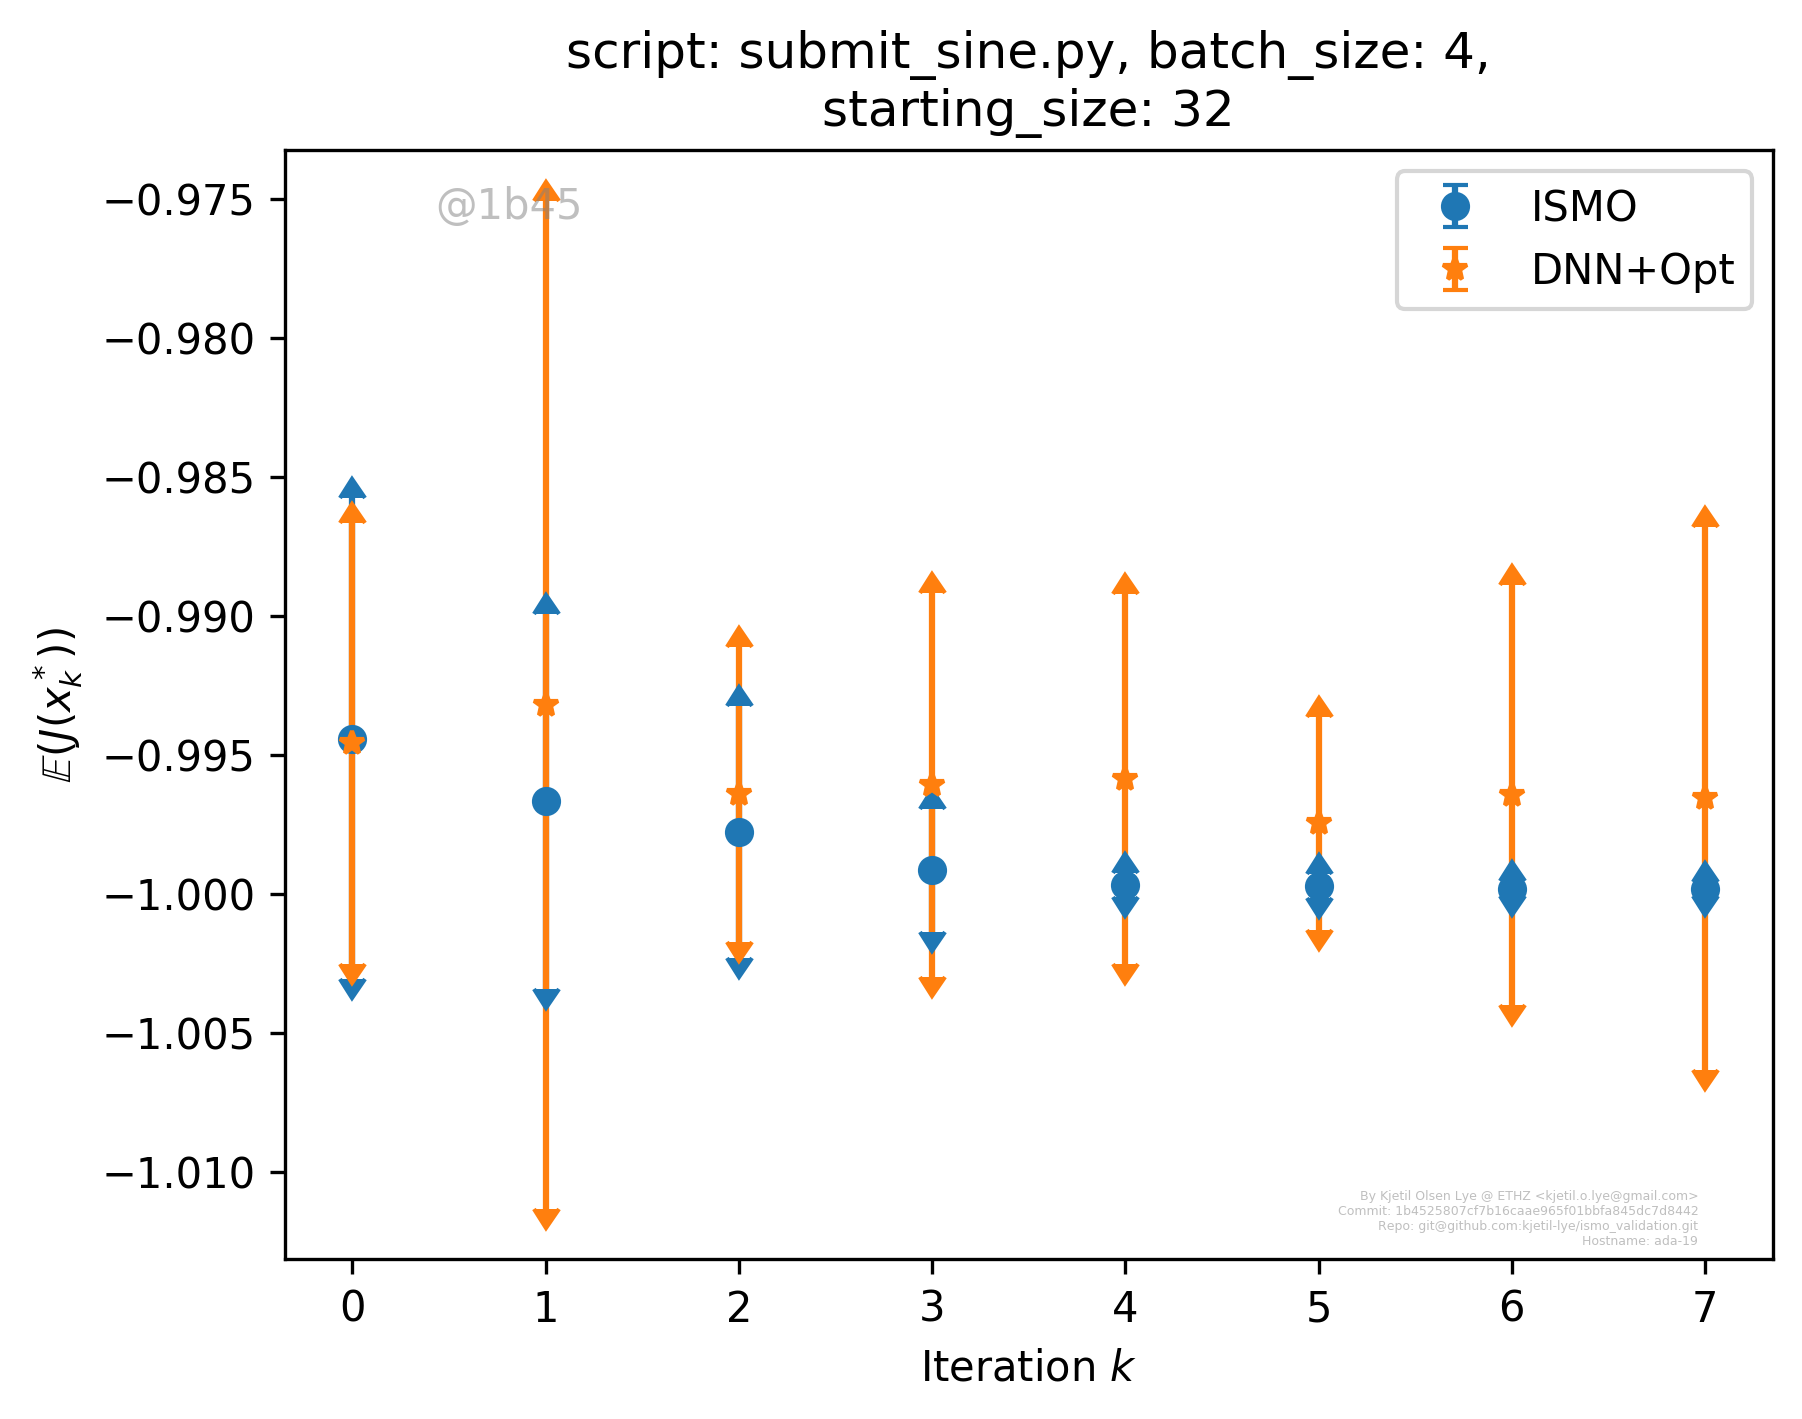 script: submit_sine.py, batch_size: 4,
starting_size: 32
@1b45
ISMO
DNN+Opt
−0.975
−0.980
−0.985
−0.990
−0.995
−1.000
−1.005
−1.010
𝔼(J(x*k))
By Kjetil Olsen Lye @ ETHZ <kjetil.o.lye@gmail.com>
Commit: 1b4525807cf7b16caae965f01bbfa845dc7d8442
Repo: git@github.com:kjetil-lye/ismo_validation.git
Hostname: ada-19
0 1 2 3 4 5 6 7
Iteration k